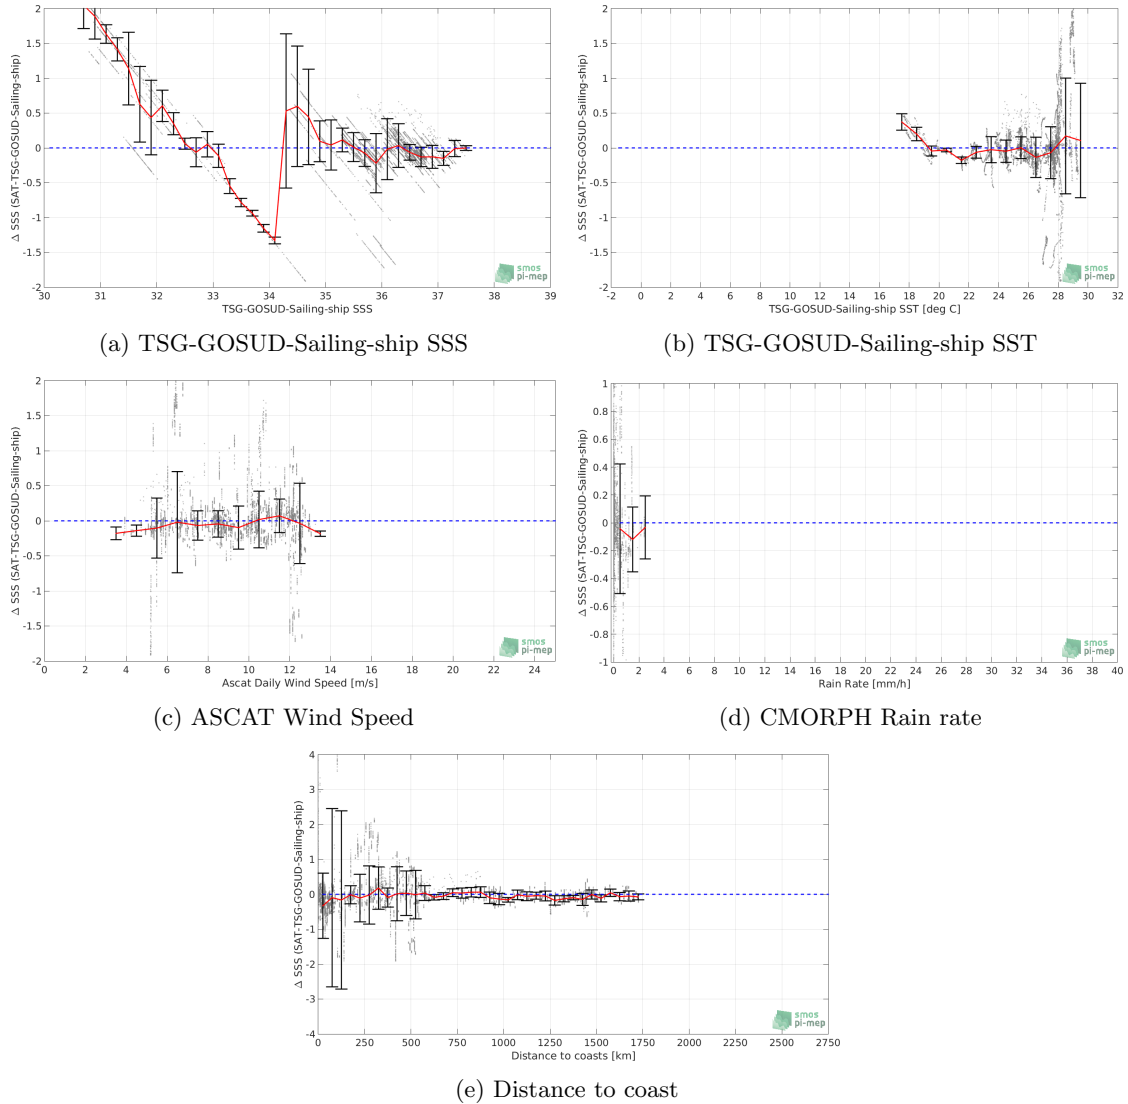 Δ SSS (SAT-TSG-GOSUD-Sailing-ship)
2
1.5
1
0.5
0
-0.5
-1
-1.5
-2
30 31 32 33 34 35 36 37 38 39
TSG-GOSUD-Sailing-ship SSS
smos
pi-mep
(a) TSG-GOSUD-Sailing-ship SSS
Δ SSS (SAT-TSG-GOSUD-Sailing-ship)
2
1.5
1
0.5
0
-0.5
-1
-1.5
-2
-2 0 2 4 6 8 10 12 14 16 18 20 22 24 26 28 30 32
TSG-GOSUD-Sailing-ship SST [deg C]
smos
pi-mep
(b) TSG-GOSUD-Sailing-ship SST
Δ SSS (SAT-TSG-GOSUD-Sailing-ship)
2
1.5
1
0.5
0
-0.5
-1
-1.5
-2
0 2 4 6 8 10 12 14 16 18 20 22 24
Ascat Daily Wind Speed [m/s]
smos
pi-mep
(c) ASCAT Wind Speed
Δ SSS (SAT-TSG-GOSUD-Sailing-ship)
1
0.8
0.6
0.4
0.2
0
-0.2
-0.4
-0.6
-0.8
-1
0 2 4 6 8 10 12 14 16 18 20 22 24 26 28 30 32 34 36 38 40
Rain Rate [mm/h]
smos
pi-mep
(d) CMORPH Rain rate
Δ SSS (SAT-TSG-GOSUD-Sailing-ship)
4
3
2
1
0
-1
-2
-3
-4
0 250 500 750 1000 1250 1500 1750 2000 2250 2500 2750
Distance to coasts [km]
smos
pi-mep
(e) Distance to coast